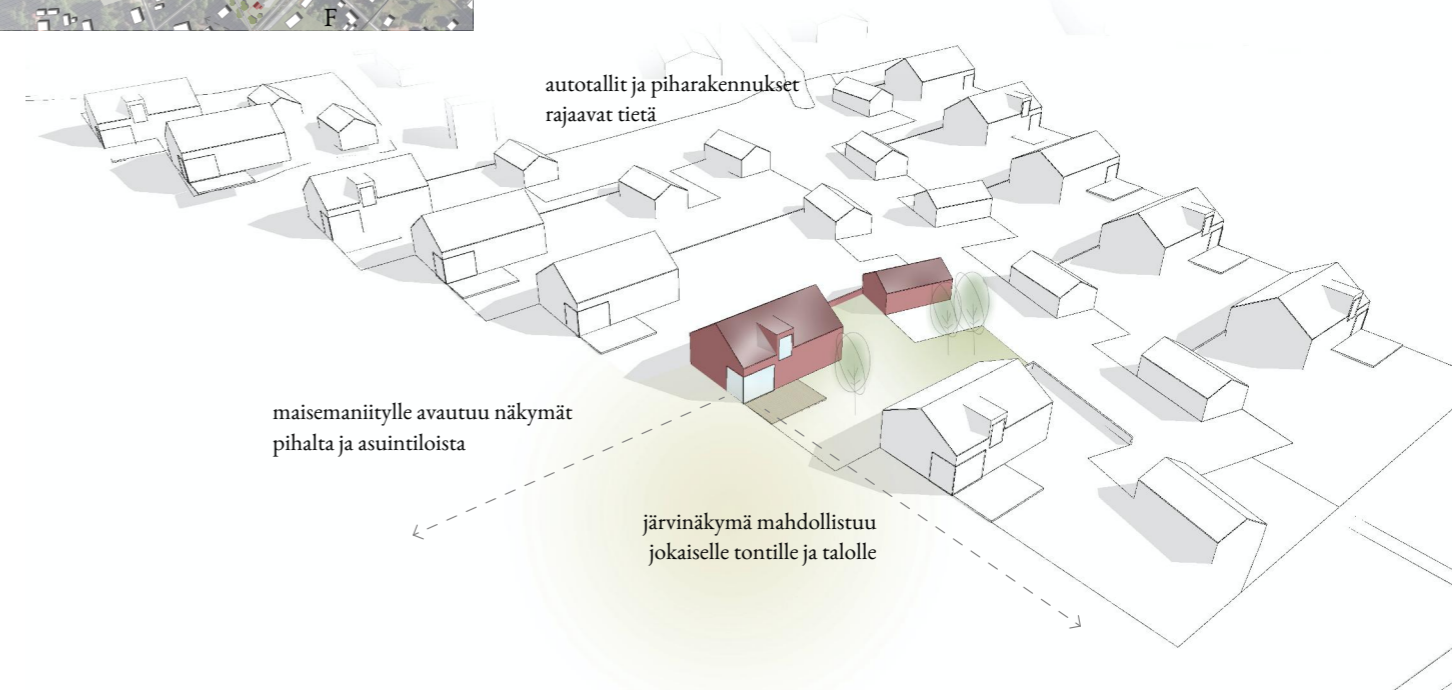 F
autotallit ja piharakennukset
rajaavat tietä
maisemaniitylle avautuu näkymät
pihalta ja asuintiloista
järvinäkymä mahdollistuu
jokaiselle tontille ja talolle